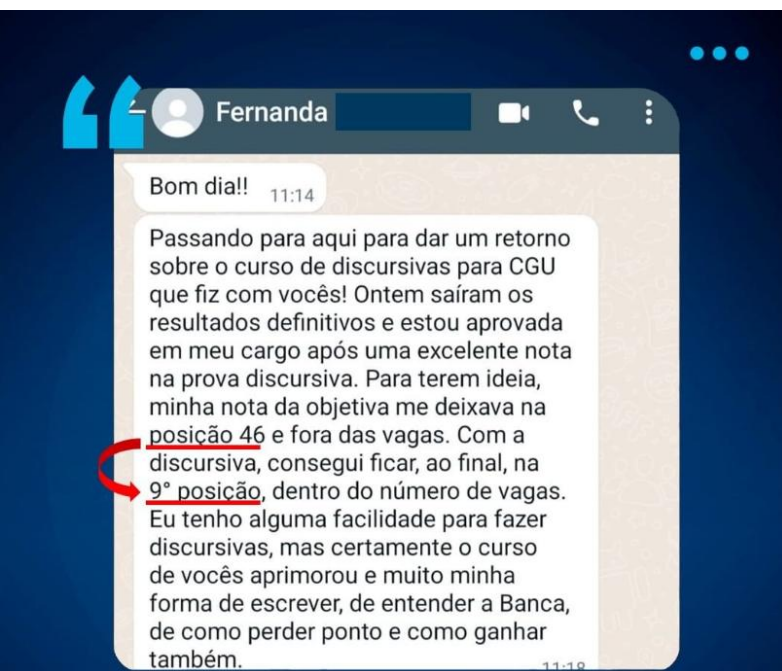 Fernanda
Bom dia!! 11:14
Passando para aqui para dar um retorno
sobre o curso de discursivas para CGU
que fiz com vocês! Ontem saíram os
resultados definitivos e estou aprovada
em meu cargo após uma excelente nota
na prova discursiva. Para terem ideia,
minha nota da objetiva me deixava na
posição 46 e fora das vagas. Com a
discursiva, consegui ficar, ao final, na
9° posição, dentro do número de vagas.
Eu tenho alguma facilidade para fazer
discursivas, mas certamente o curso
de vocês aprimorou e muito minha
forma de escrever, de entender a Banca,
de como perder ponto e como ganhar
também. 11:18